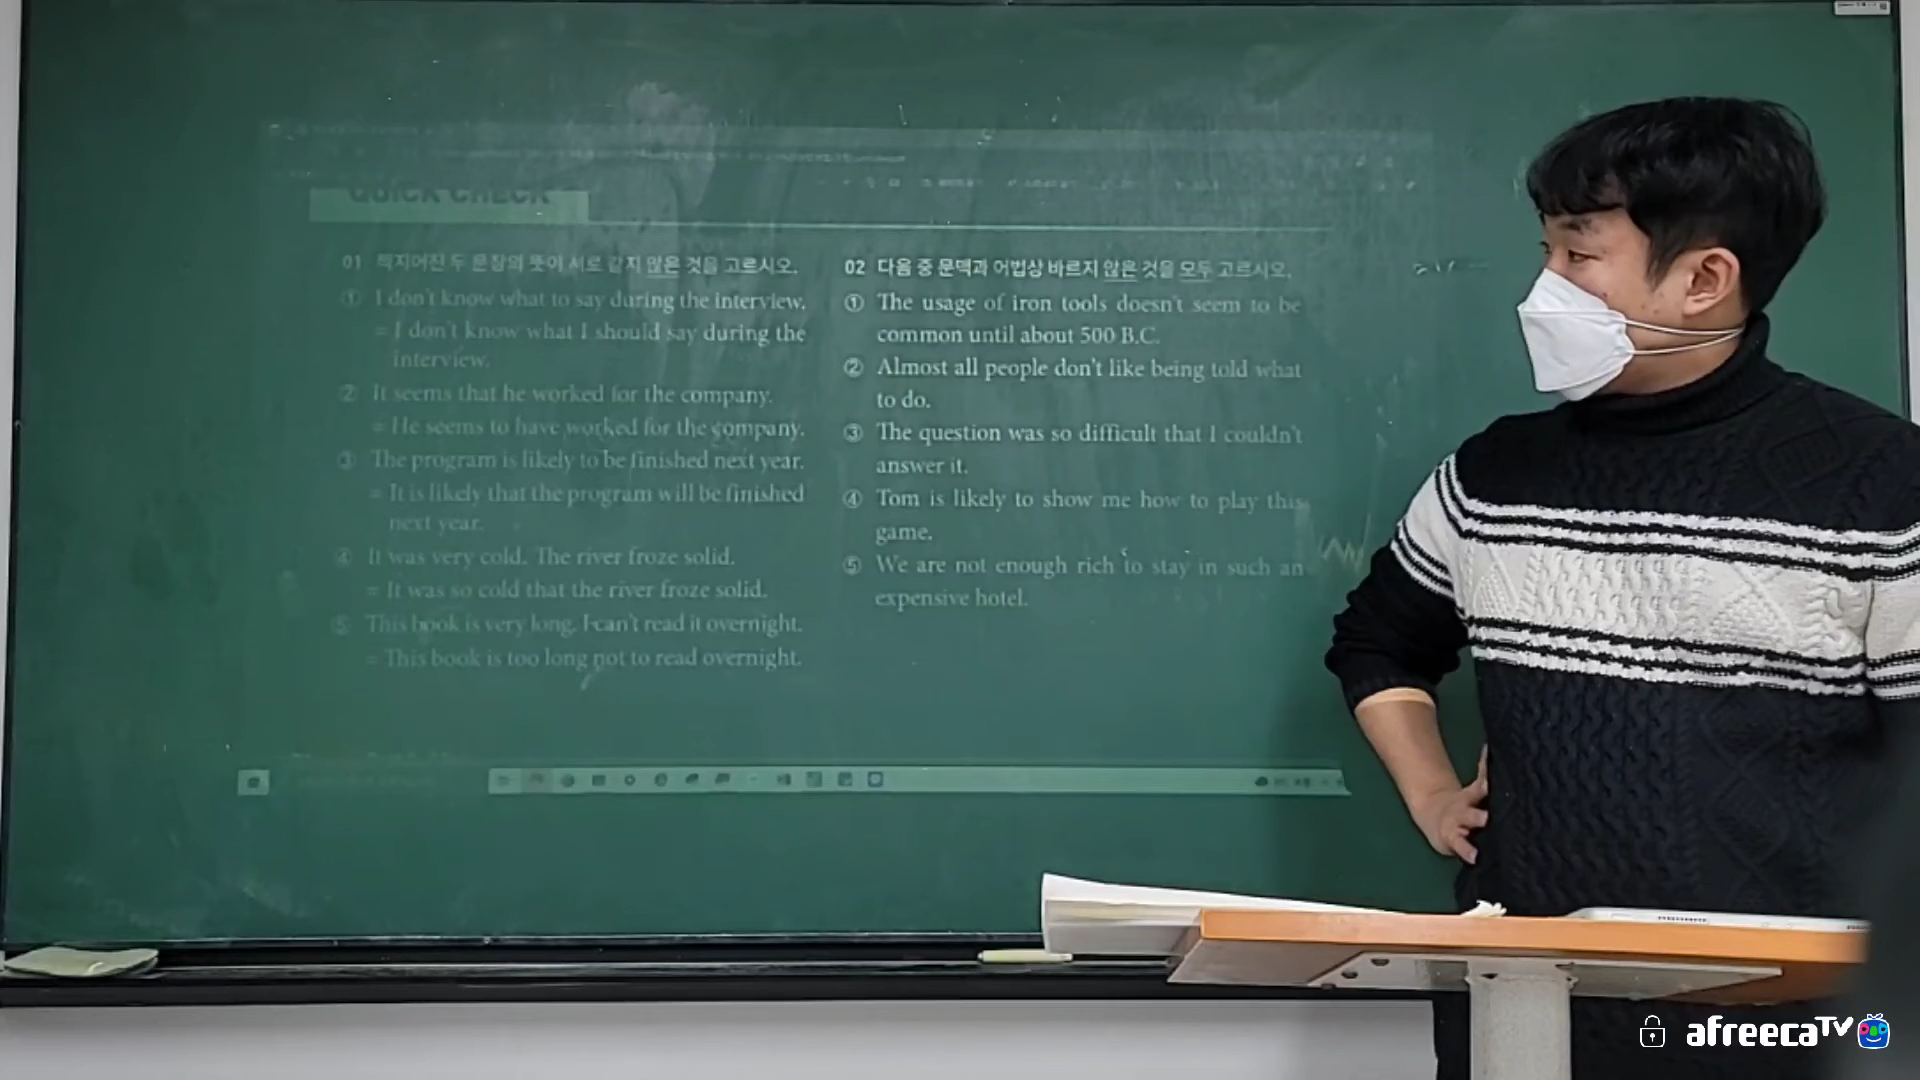 QUICK CHECK
01 짝지어진 두 문장의 뜻이 서로 같지 않은 것을 고르시오.
① I don't know what to say during the interview.
= I don't know what I should say during the
interview.
② It seems that he worked for the company.
= He seems to have worked for the company.
③ The program is likely to be finished next year.
= It is likely that the program will be finished
next year.
④ It was very cold. The river froze solid.
= It was so cold that the river froze solid.
⑤ This book is very long. I can't read it overnight.
= This book is too long not to read overnight.
02 다음 중 문맥과 어법상 바르지 않은 것을 모두 고르시오.
① The usage of iron tools doesn't seem to be
common until about 500 B.C.
② Almost all people don't like being told what
to do.
③ The question was so difficult that I couldn't
answer it.
④ Tom is likely to show me how to play this
game.
⑤ We are not enough rich to stay in such an
expensive hotel.
afreecaTV